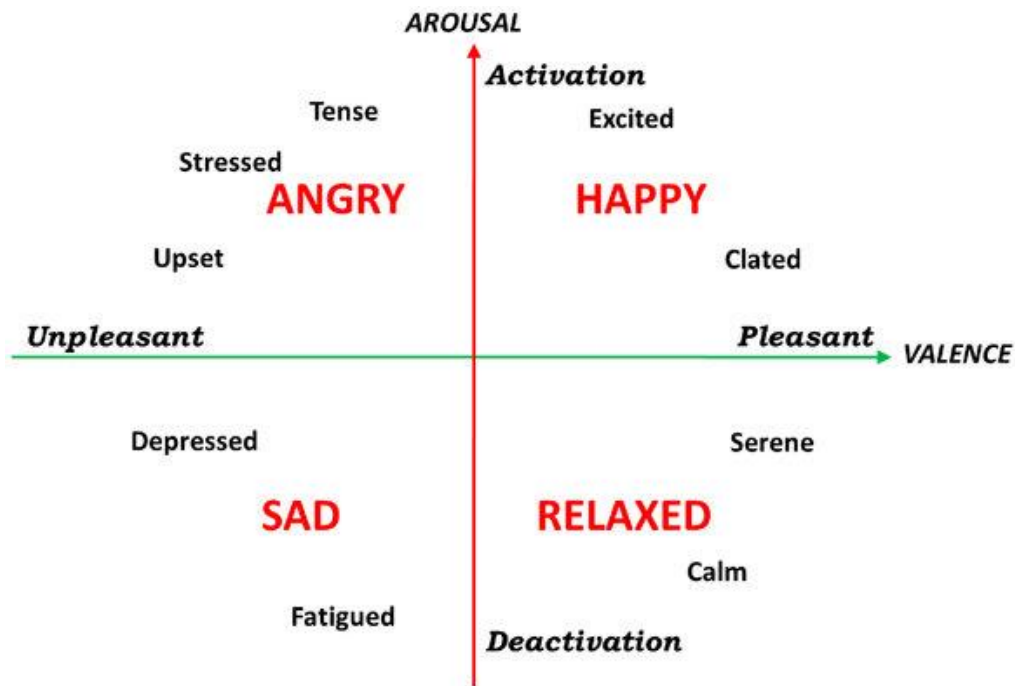 AROUSAL
Activation
Tense
Excited
Stressed
ANGRY
HAPPY
Upset
Clated
Unpleasant
Pleasant
VALENCE
Depressed
Serene
SAD
RELAXED
Calm
Fatigued
Deactivation